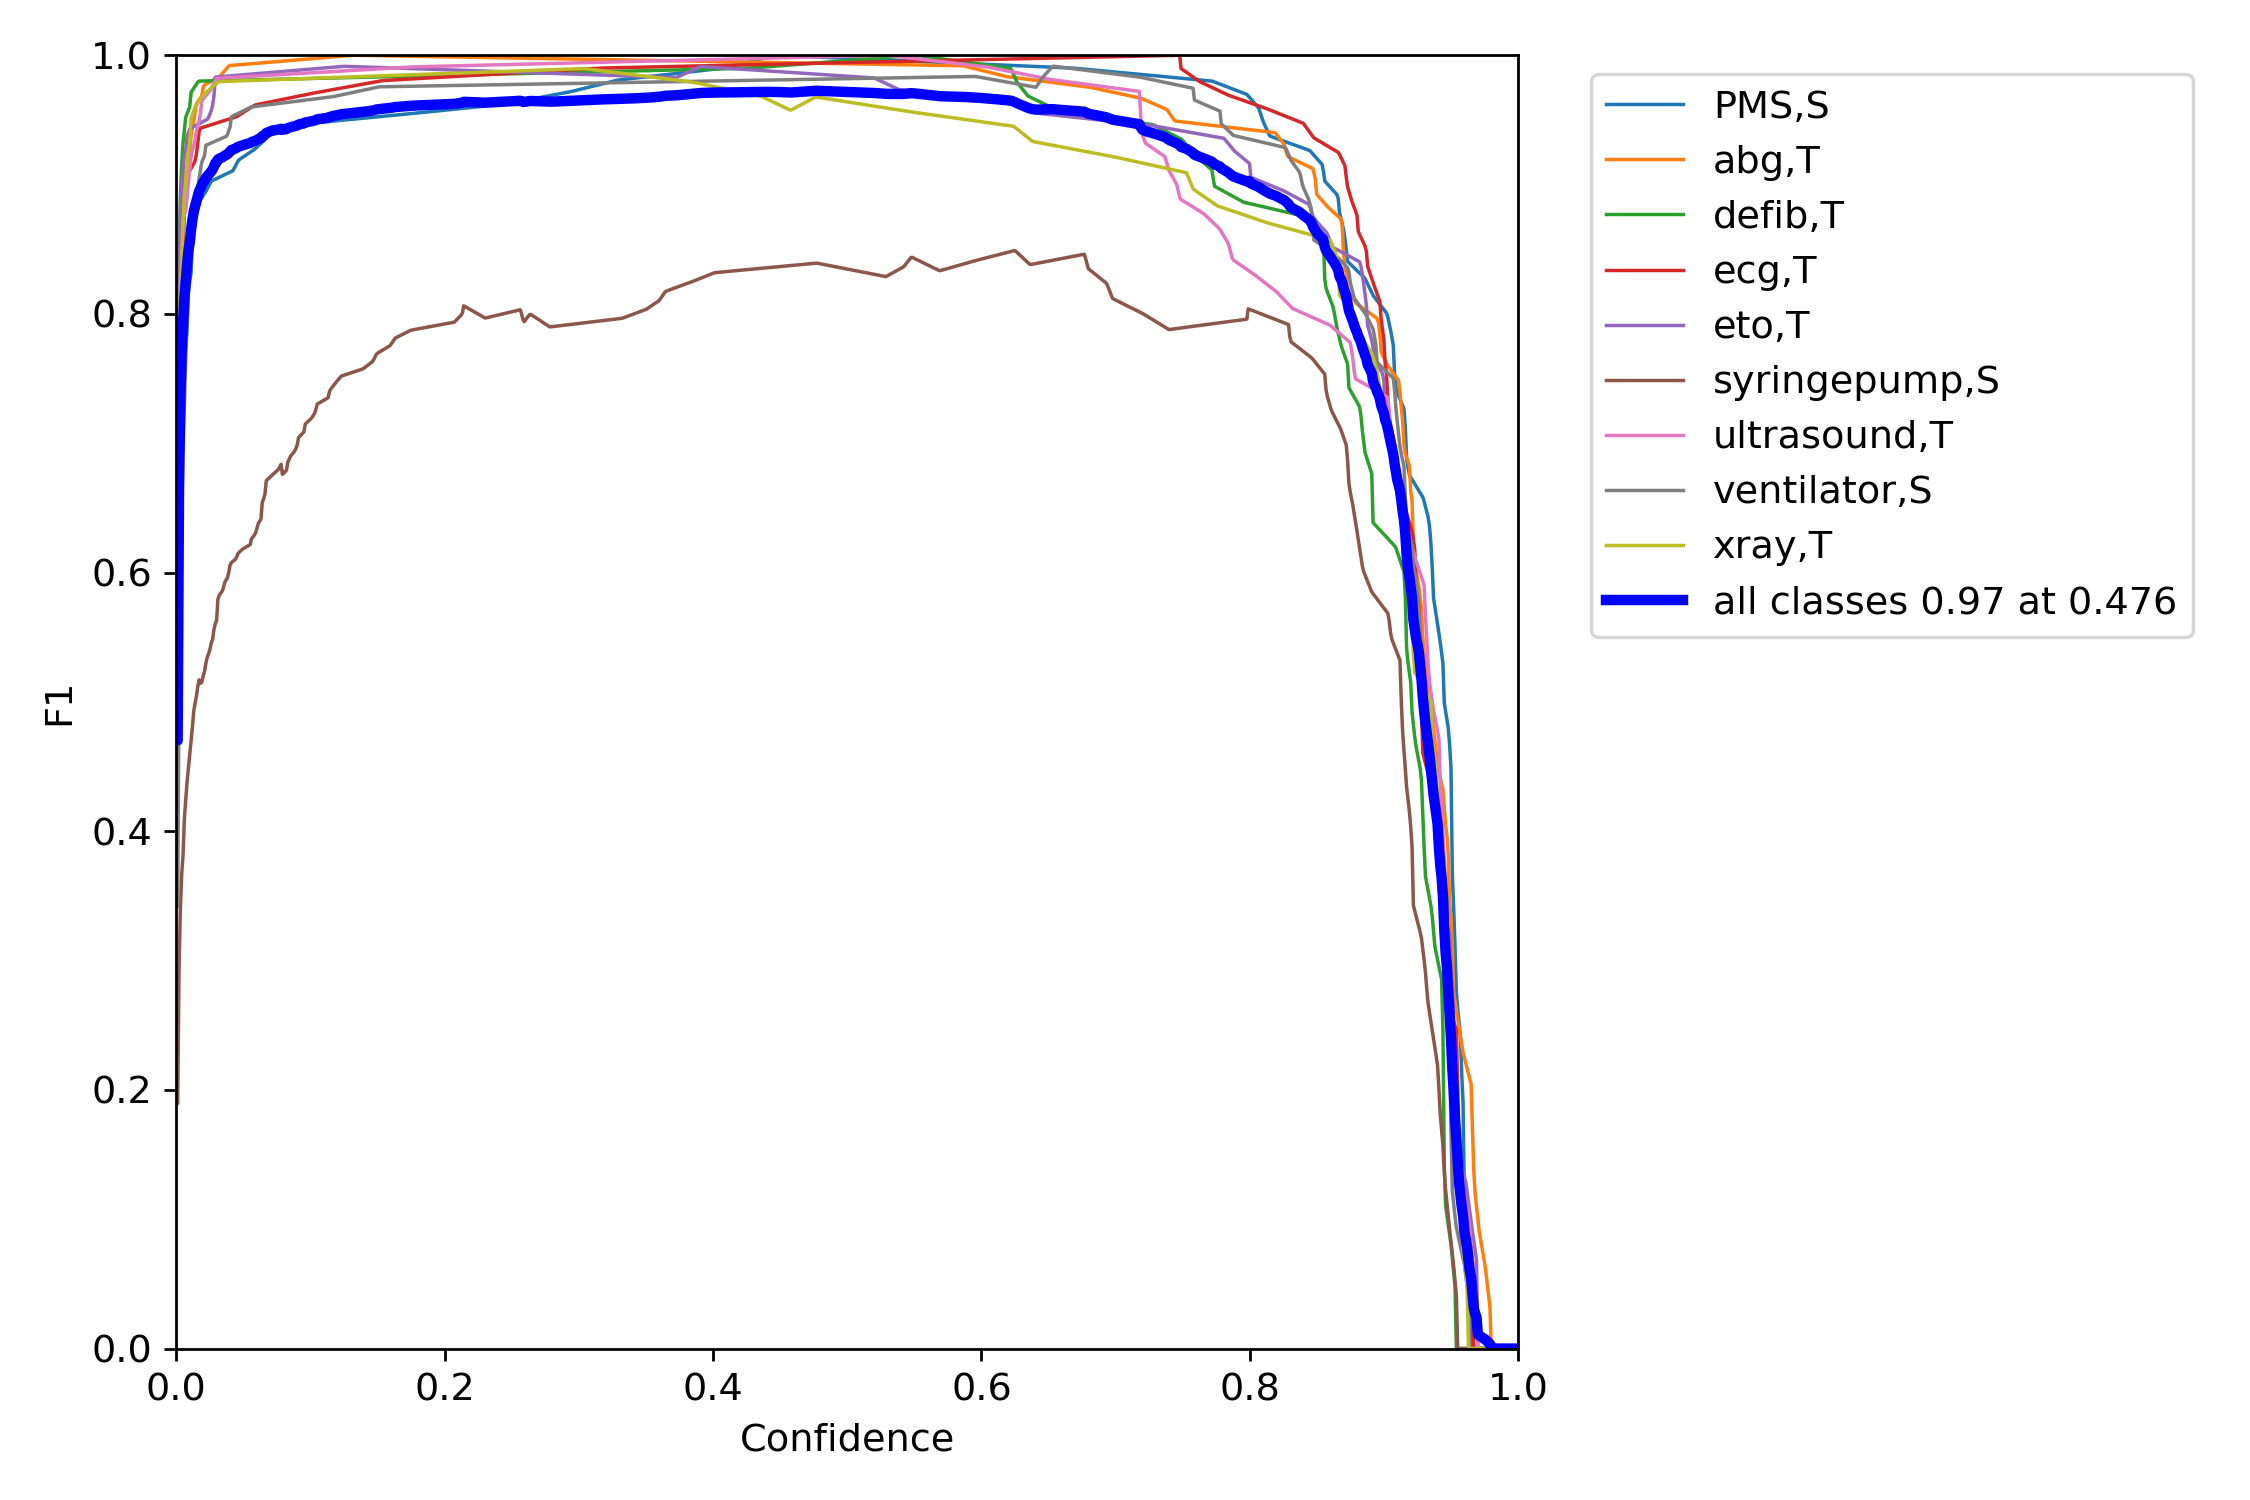 1.0
0.8
0.6
0.4
0.2
0.0
F1
0.0 0.2 0.4 0.6 0.8 1.0
Confidence
PMS,S
abg,T
defib,T
ecg,T
eto,T
syringepump,S
ultrasound,T
ventilator,S
xray,T
all classes 0.97 at 0.476